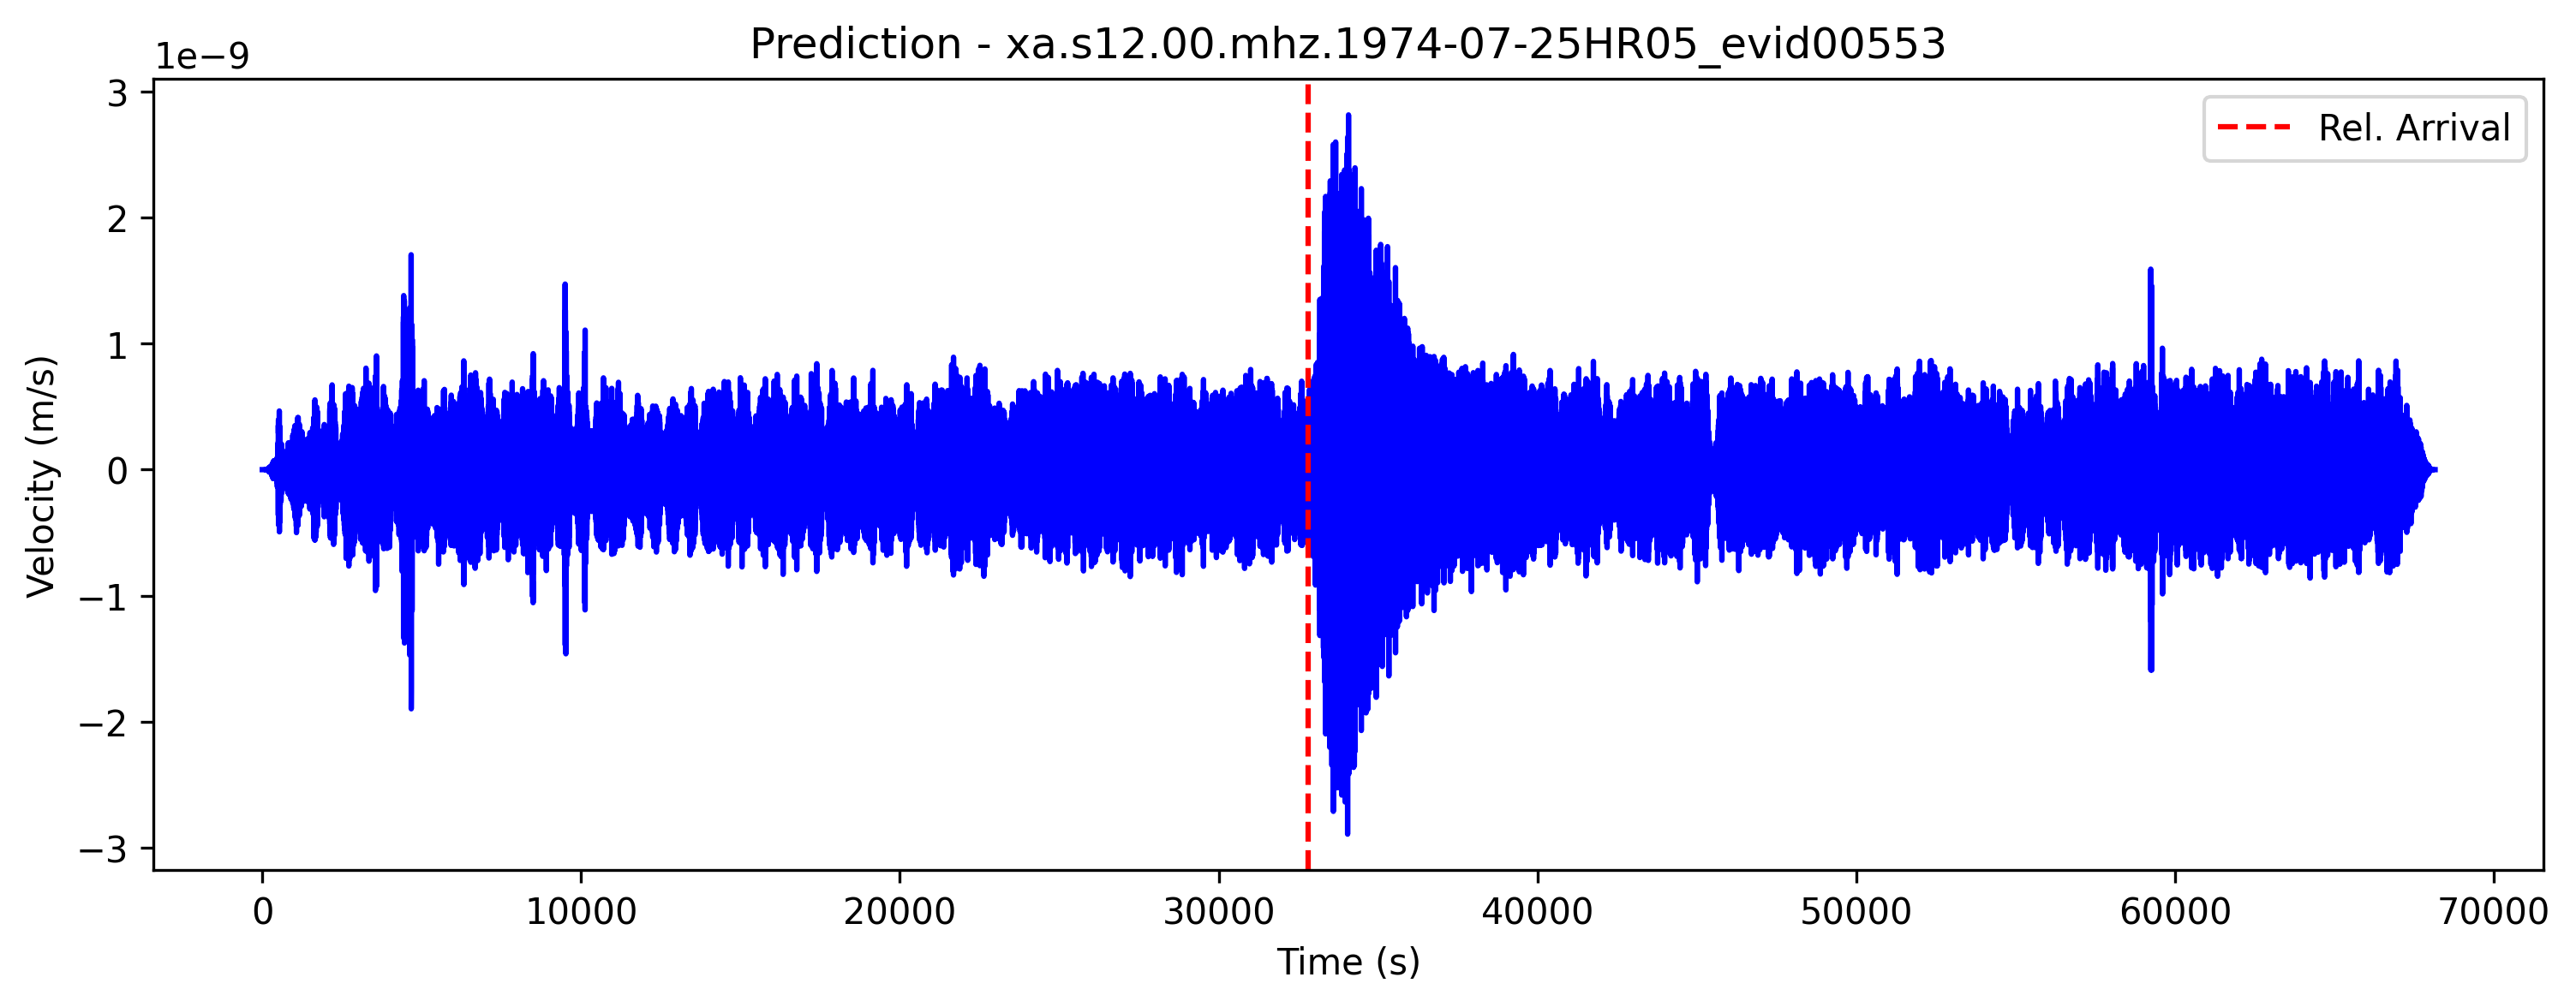 Prediction - xa.s12.00.mhz.1974-07-25HR05_evid00553
1e−9
Rel. Arrival
3
2
1
0
−1
−2
−3
Velocity (m/s)
0 10000 20000 30000 40000 50000 60000 70000
Time (s)